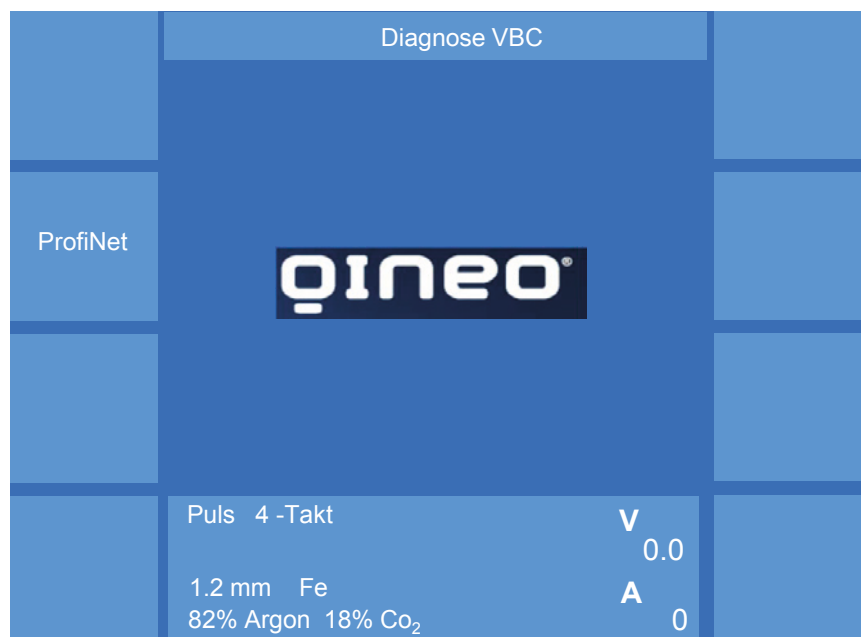 Diagnose VBC
ProfiNet
qineo®
Puls 4 -Takt
V
0.0
1.2 mm Fe
A
82% Argon 18% Co₂
0